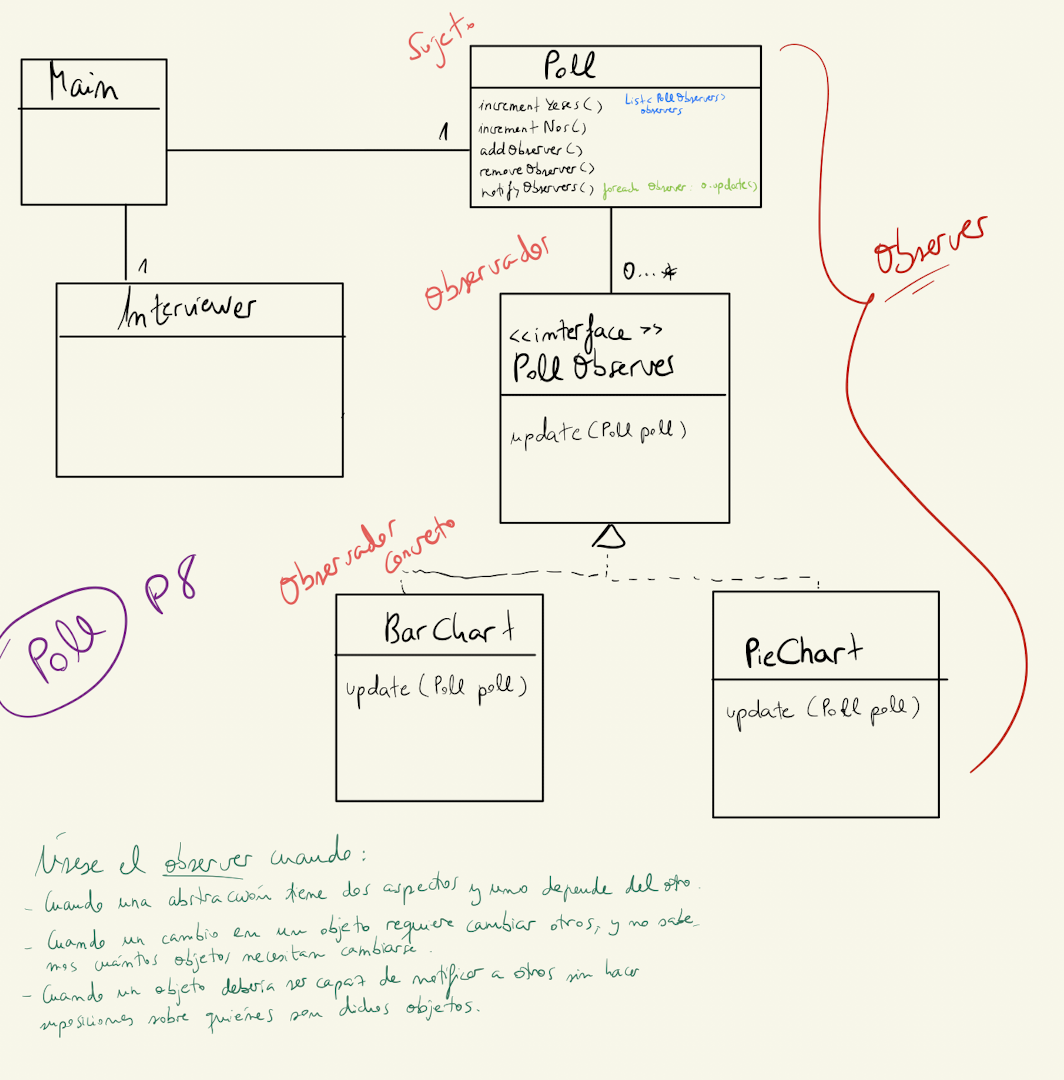 Sujeto
Main
Poll
incrementYeses()
List<PollObservers>
observers
incrementNos()
addObserver()
removeObserver()
notifyObservers() foreach Observer: o.update()
1
1
Observador
0...*
Observer
Interviewer
<<interface>>
PollObserver
update(Poll poll)
Observador
Concreto
Poll P8
BarChart
update (Poll poll)
PieChart
update (Poll poll)
Úsese el observer cuando:
- Cuando una abstracción tiene dos aspectos y uno depende del otro.
- Cuando un cambio en un objeto requiere cambiar otros, y no sabe-
mos cuántos objetos necesitan cambiarse.
- Cuando un objeto debería ser capaz de notificar a otros sin hacer
suposiciones sobre quiénes son dichos objetos.